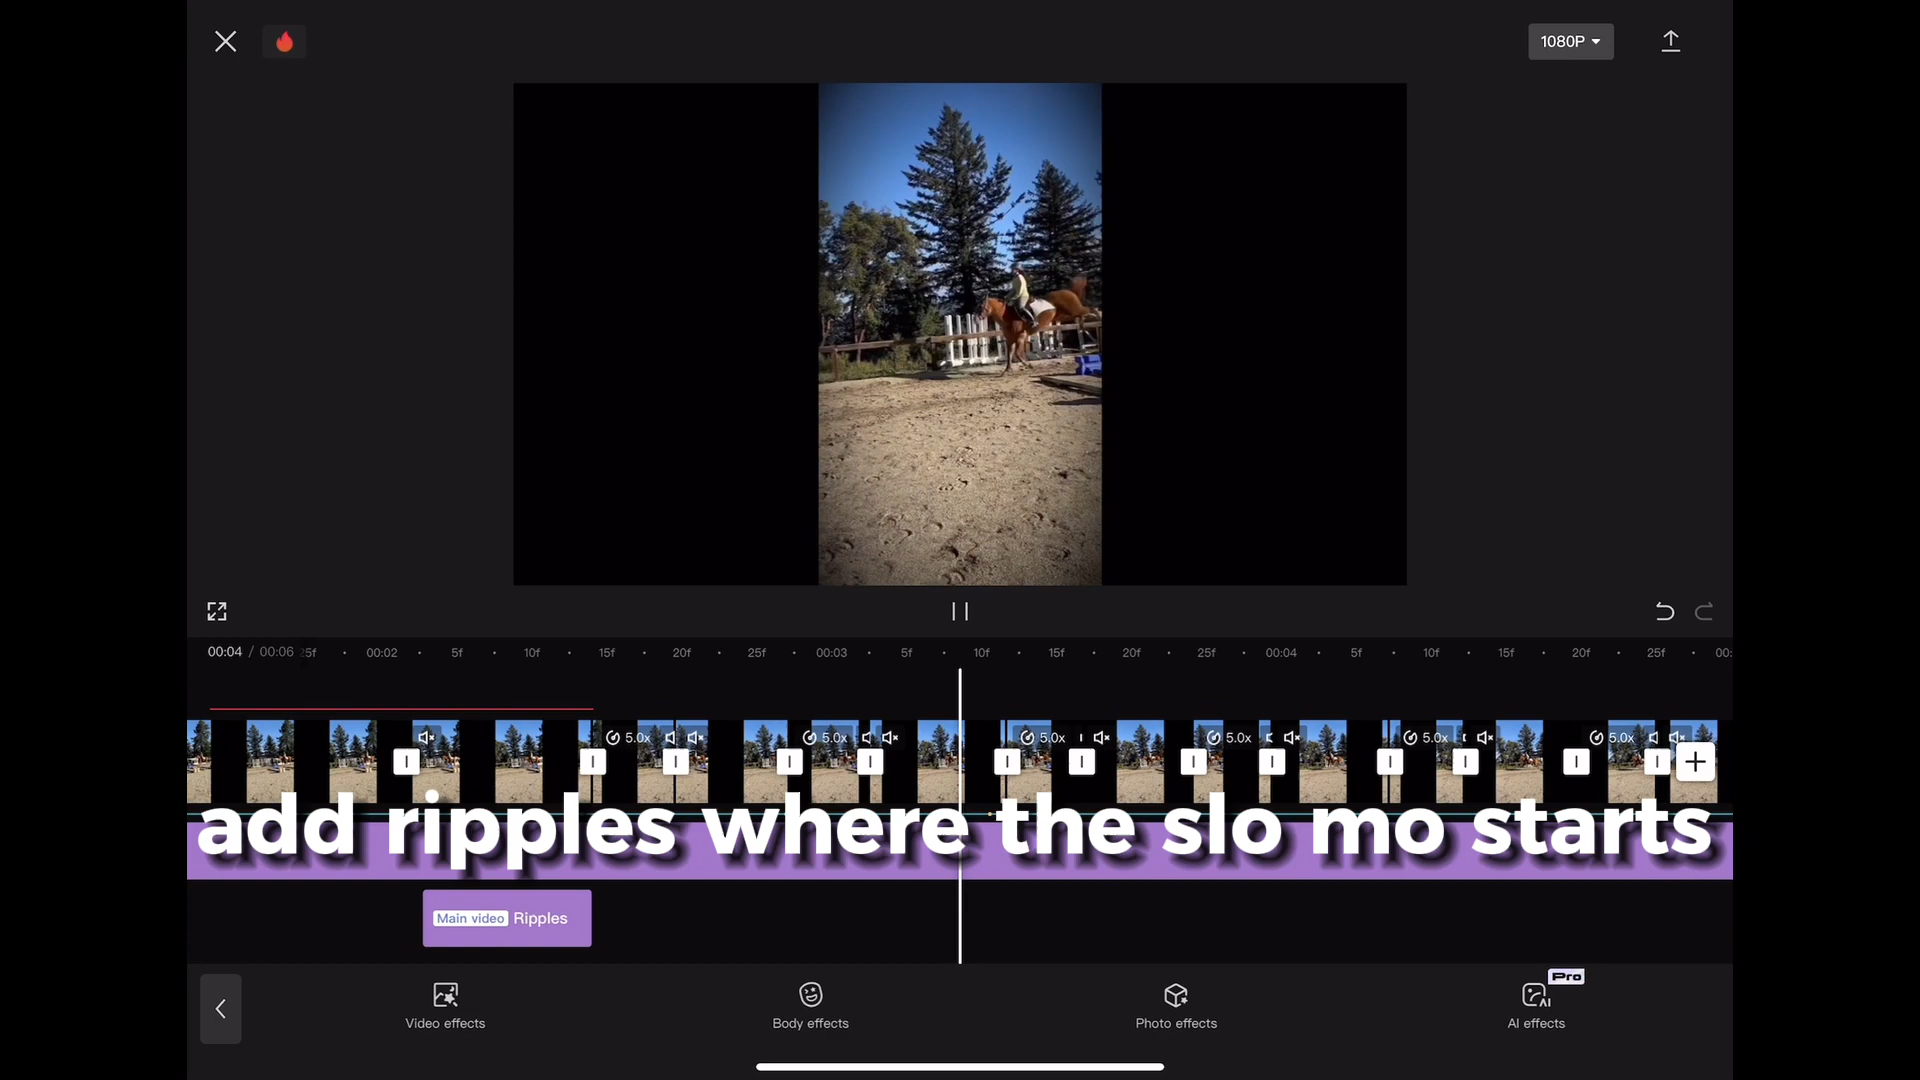 1080P
00:04 / 00:06 25f 00:02 5f 10f 15f 20f 25f 00:03 5f 10f 15f 20f 25f 00:04 5f 10f 15f 20f 25f 00:
5.0x 5.0x 5.0x 5.0x 5.0x 5.0x
add ripples where the slo mo starts
Main video Ripples
Pro
AI
Video effects Body effects Photo effects AI effects